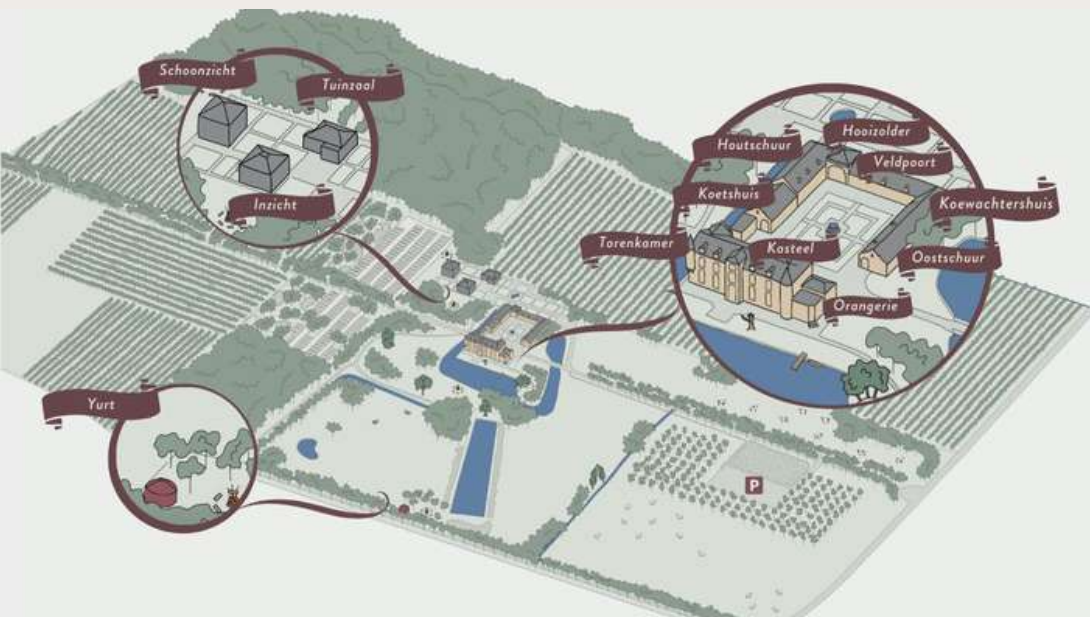 Schoonzicht
Tuinzaal
Inzicht
Houtschuur
Hooizolder
Veldpoort
Koetshuis
Koewachtershuis
Torenkamer
Kasteel
Oostschuur
Orangerie
Yurt
P